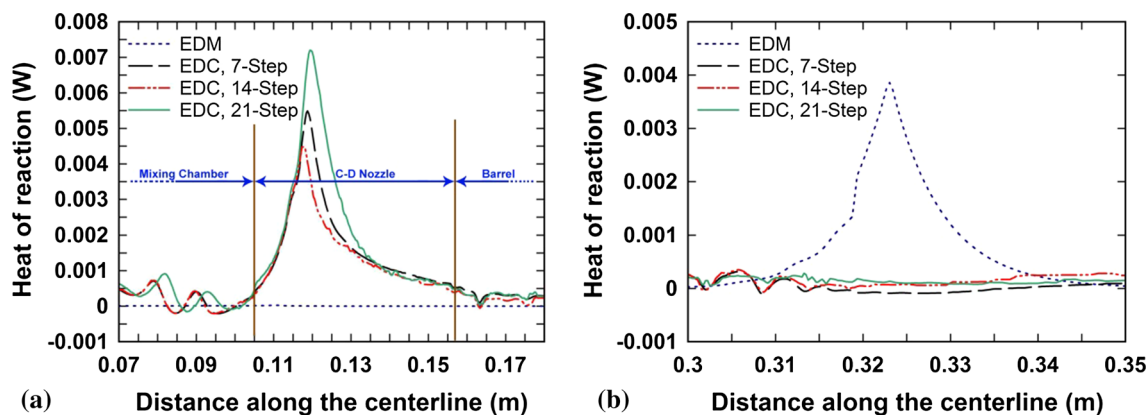 0.008
0.007
0.006
0.005
0.004
0.003
0.002
0.001
0
-0.001
Heat of reaction (W)
EDM
EDC, 7-Step
EDC, 14-Step
EDC, 21-Step
Mixing Chamber
C-D Nozzle
Barrel
0.07 0.09 0.11 0.13 0.15 0.17
(a) Distance along the centerline (m)
0.005
0.004
0.003
0.002
0.001
0
-0.001
Heat of reaction (W)
EDM
EDC, 7-Step
EDC, 14-Step
EDC, 21-Step
0.3 0.31 0.32 0.33 0.34 0.35
(b) Distance along the centerline (m)